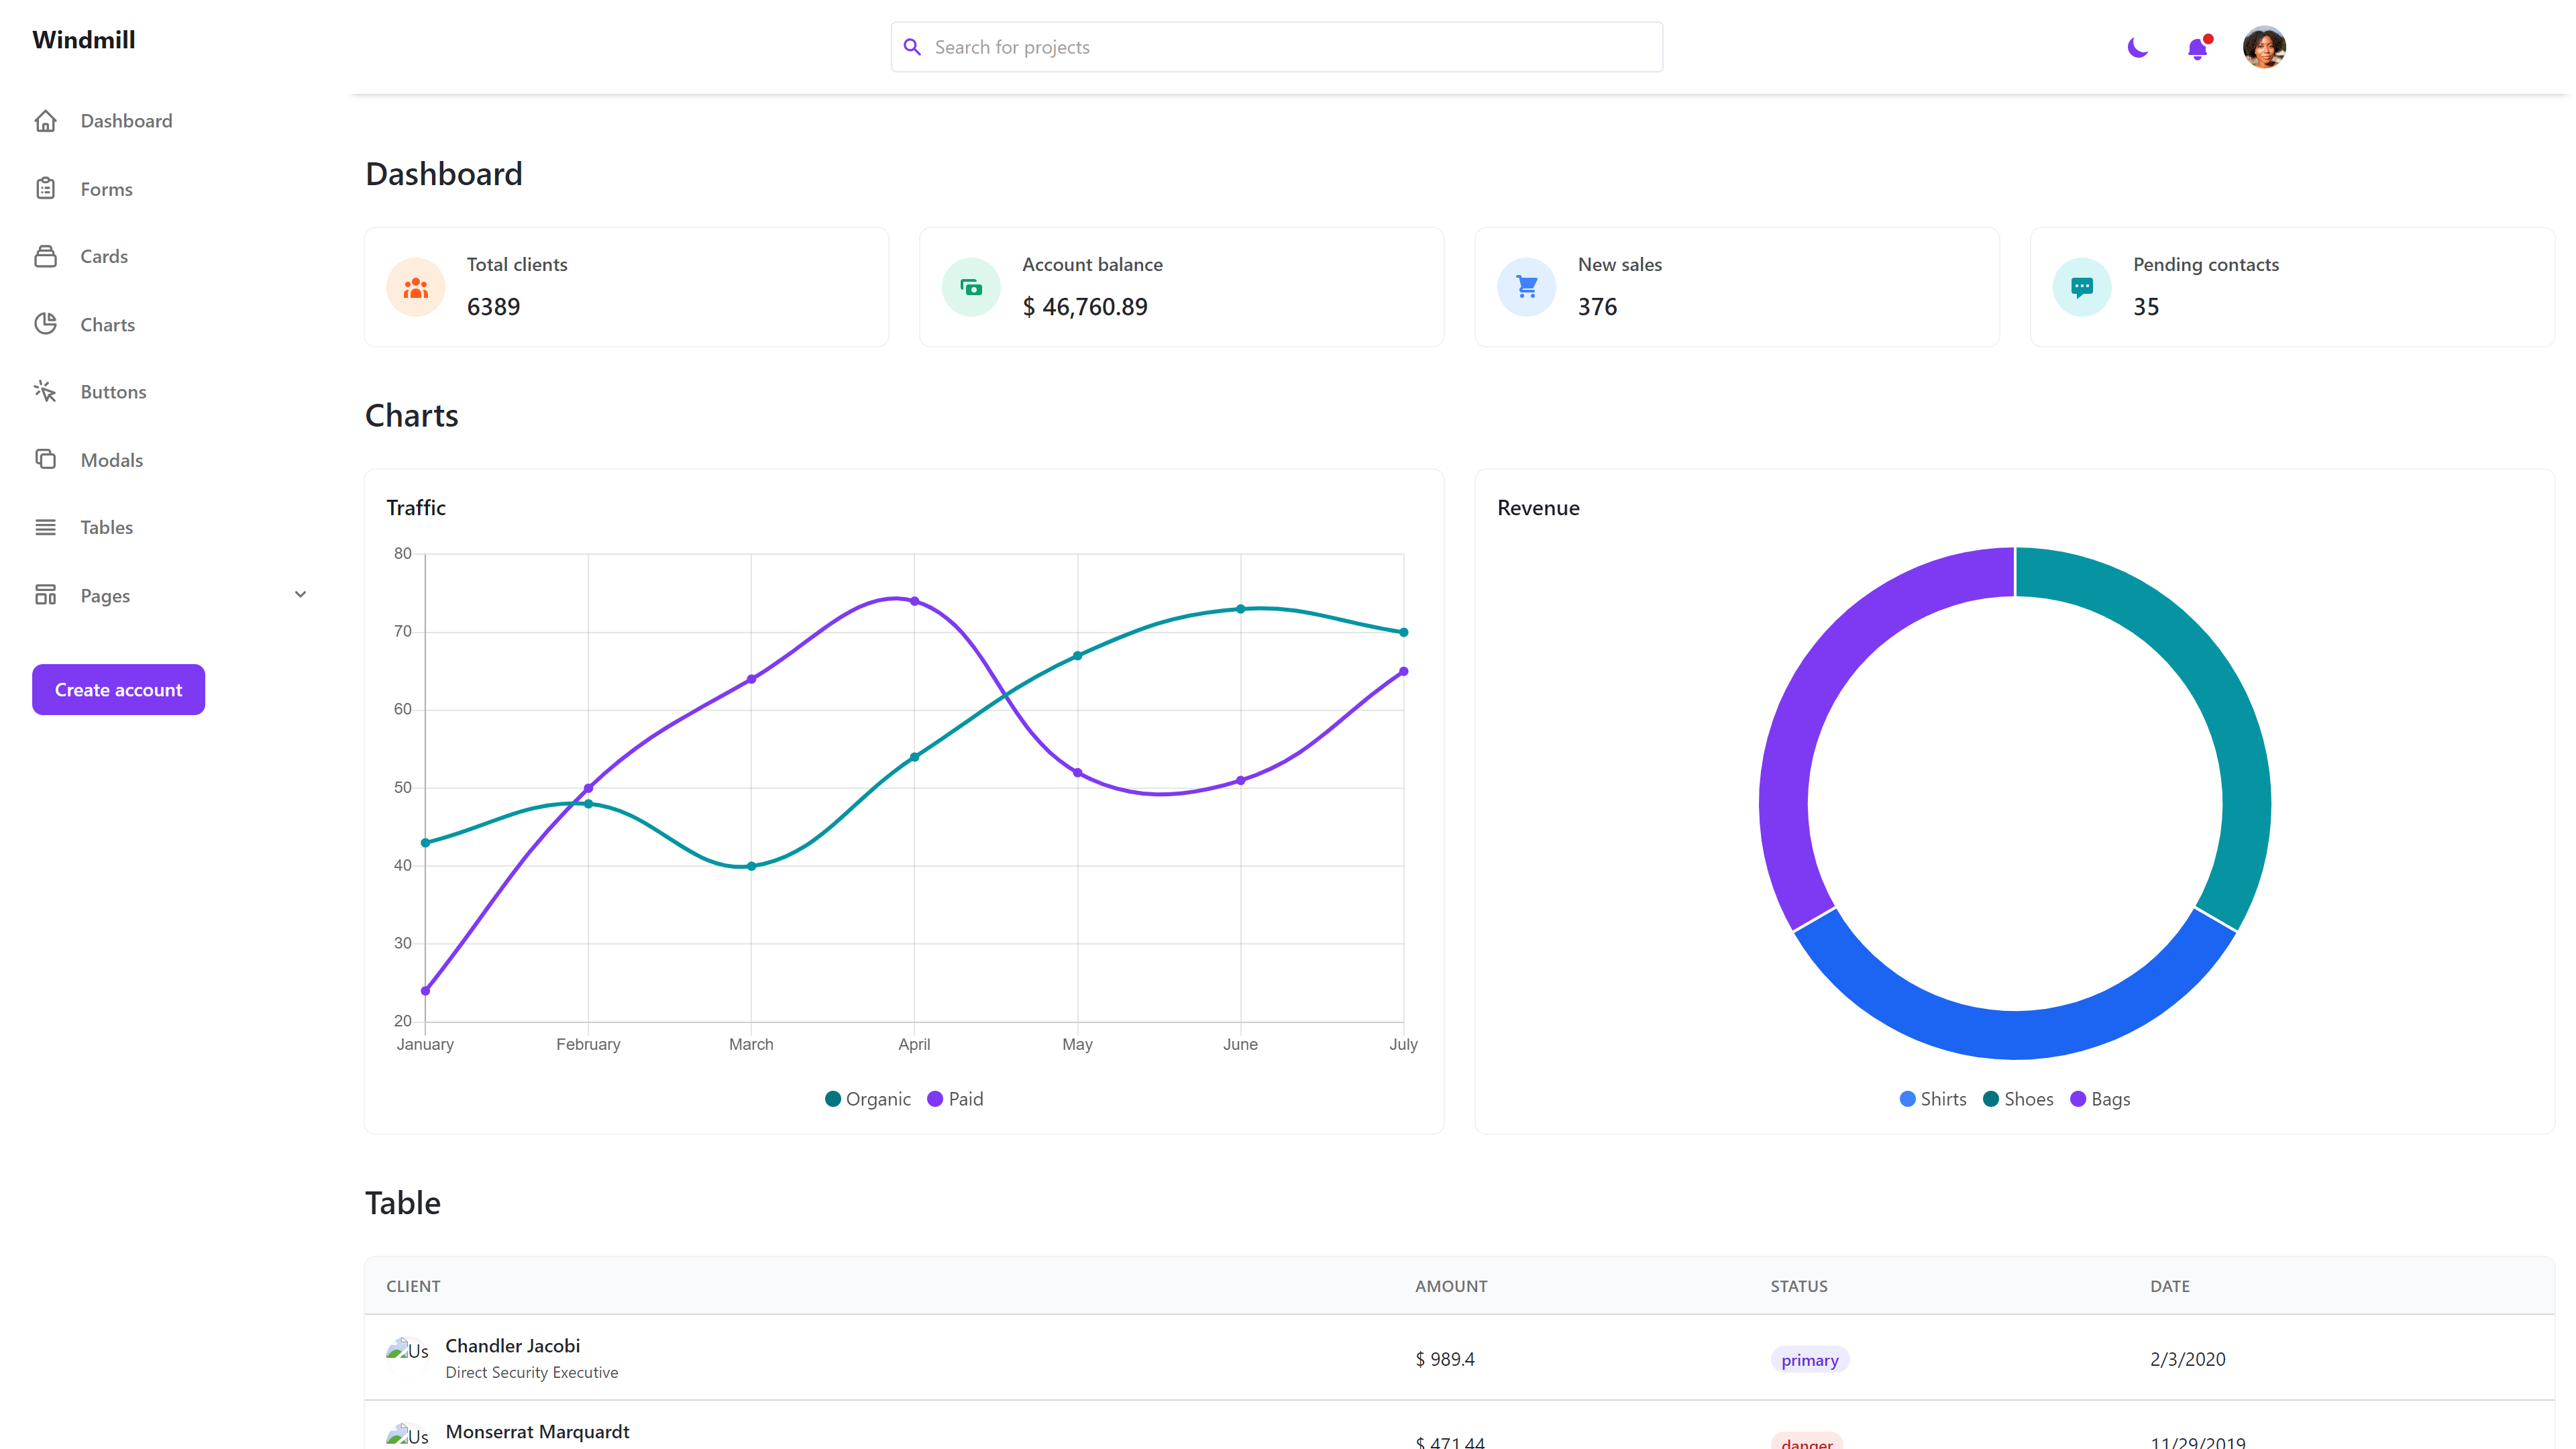 Windmill
Search for projects
Dashboard
Forms
Cards
Charts
Buttons
Modals
Tables
Pages
Create account
Dashboard
Total clients
6389
Account balance
$ 46,760.89
New sales
376
Pending contacts
35
Charts
Traffic
80
70
60
50
40
30
20
January February March April May June July
Organic Paid
Revenue
Shirts Shoes Bags
Table
CLIENT AMOUNT STATUS DATE
Us Chandler Jacobi
Direct Security Executive
$ 989.4 primary 2/3/2020
Us Monserrat Marquardt
$ 471.44 danger 11/29/2019